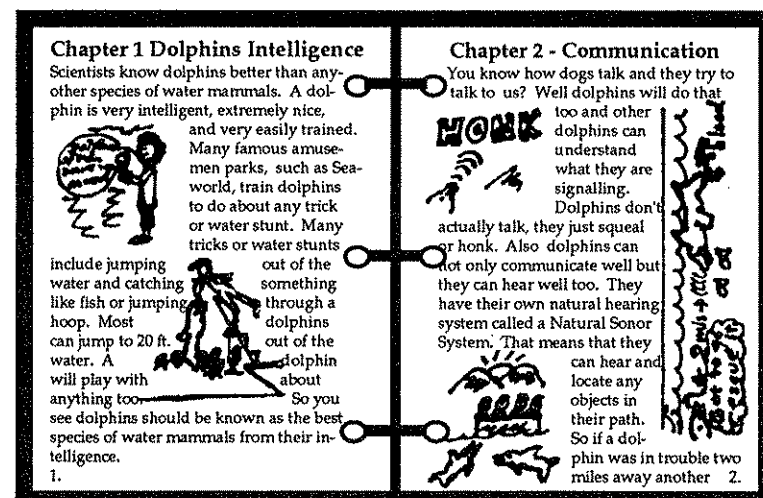 Chapter 1 Dolphins Intelligence
Scientists know dolphins better than any-
other species of water mammals. A dol-
phin is very intelligent, extremely nice,
and very easily trained.
Many famous amuse-
men parks, such as Sea-
world, train dolphins
to do about any trick
or water stunt. Many
tricks or water stunts
include jumping out of the
water and catching something
like fish or jumping through a
hoop. Most dolphins
can jump to 20 ft. out of the
water. A dolphin
will play with about
anything too So you
see dolphins should be known as the best
species of water mammals from their in-
telligence.
1.
Chapter 2 - Communication
You know how dogs talk and they try to
talk to us? Well dolphins will do that
HONK
too and other
dolphins can
understand
what they are
signalling.
Dolphins don't
actually talk, they just squeal
or honk. Also dolphins can
not only communicate well but
they can hear well too. They
have their own natural hearing
system called a Natural Sonor
System. That means that they
can hear and
locate any
objects in
their path.
So if a dol-
phin was in trouble two
miles away another 2.
blood